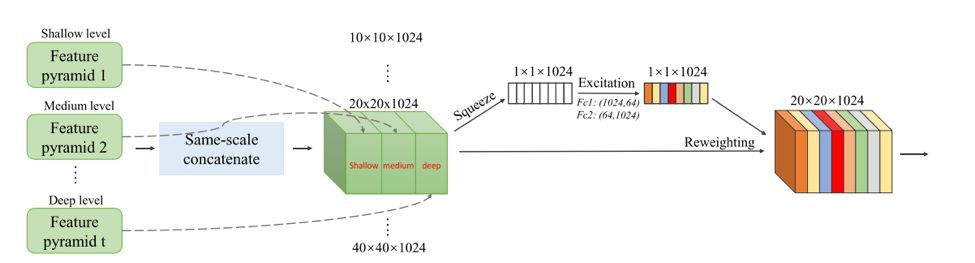 Shallow level
Feature
pyramid 1
Medium level
Feature
pyramid 2
Deep level
Feature
pyramid t
Same-scale
concatenate
10×10×1024
20x20x1024
Shallow
medium
deep
40×40×1024
Squeeze
1×1×1024
Excitation
Fc1: (1024,64)
Fc2: (64,1024)
1×1×1024
Reweighting
20×20×1024